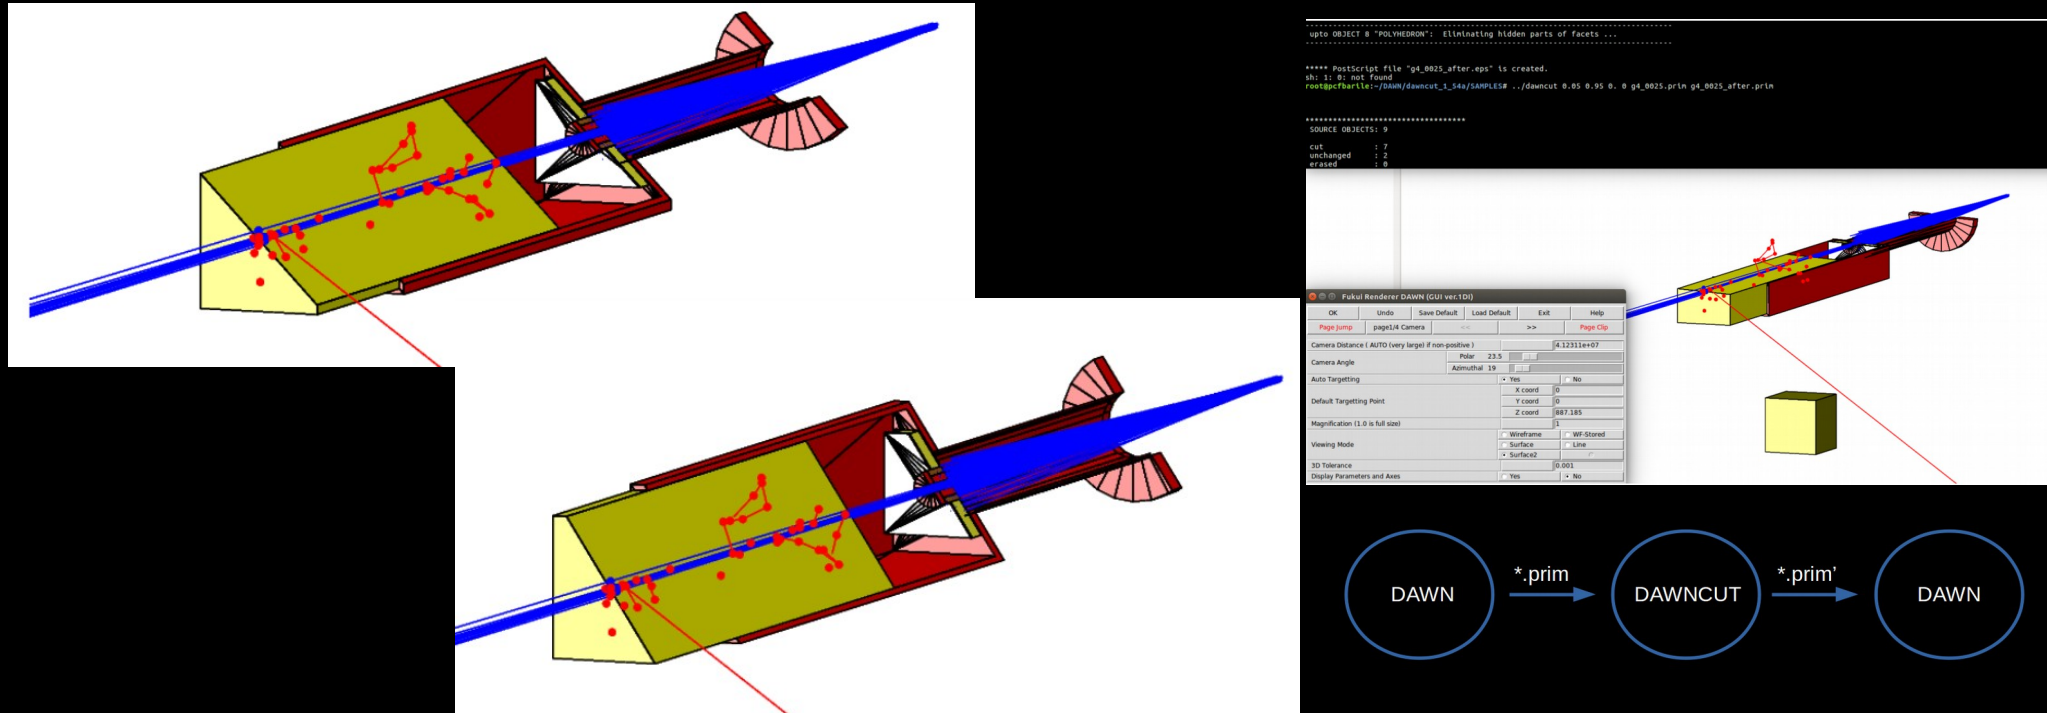 upto OBJECT 8 "POLYHEDRON":  Eliminating hidden parts of facets ...
***** PostScript file "g4_0025_after.eps" is created.
sh: 1: 0: not found
root@pcfbarile:~/DAWN/dawncut_1_54a/SAMPLES# ../dawncut 0.05 0.95 0. 0 g4_0025.prim g4_0025_after.prim
**********************************
SOURCE OBJECTS: 9
cut : 7
unchanged : 2
erased : 0
Fukui Renderer DAWN (GUI ver.1DI)
OK Undo Save Default Load Default Exit Help
Page Jump page1/4 Camera << >> Page Clip
Camera Distance ( AUTO (very large) if non-positive ) 4.12311e+07
Camera Angle
Polar 23.5
Azimuthal 19
Auto Targetting Yes No
Default Targetting Point
X coord 0
Y coord 0
Z coord 887.185
Magnification (1.0 is full size) 1
Viewing Mode
Wireframe WF-Stored
Surface Line
Surface2
3D Tolerance 0.001
Display Parameters and Axes Yes No
DAWN *.prim DAWNCUT *.prim’ DAWN